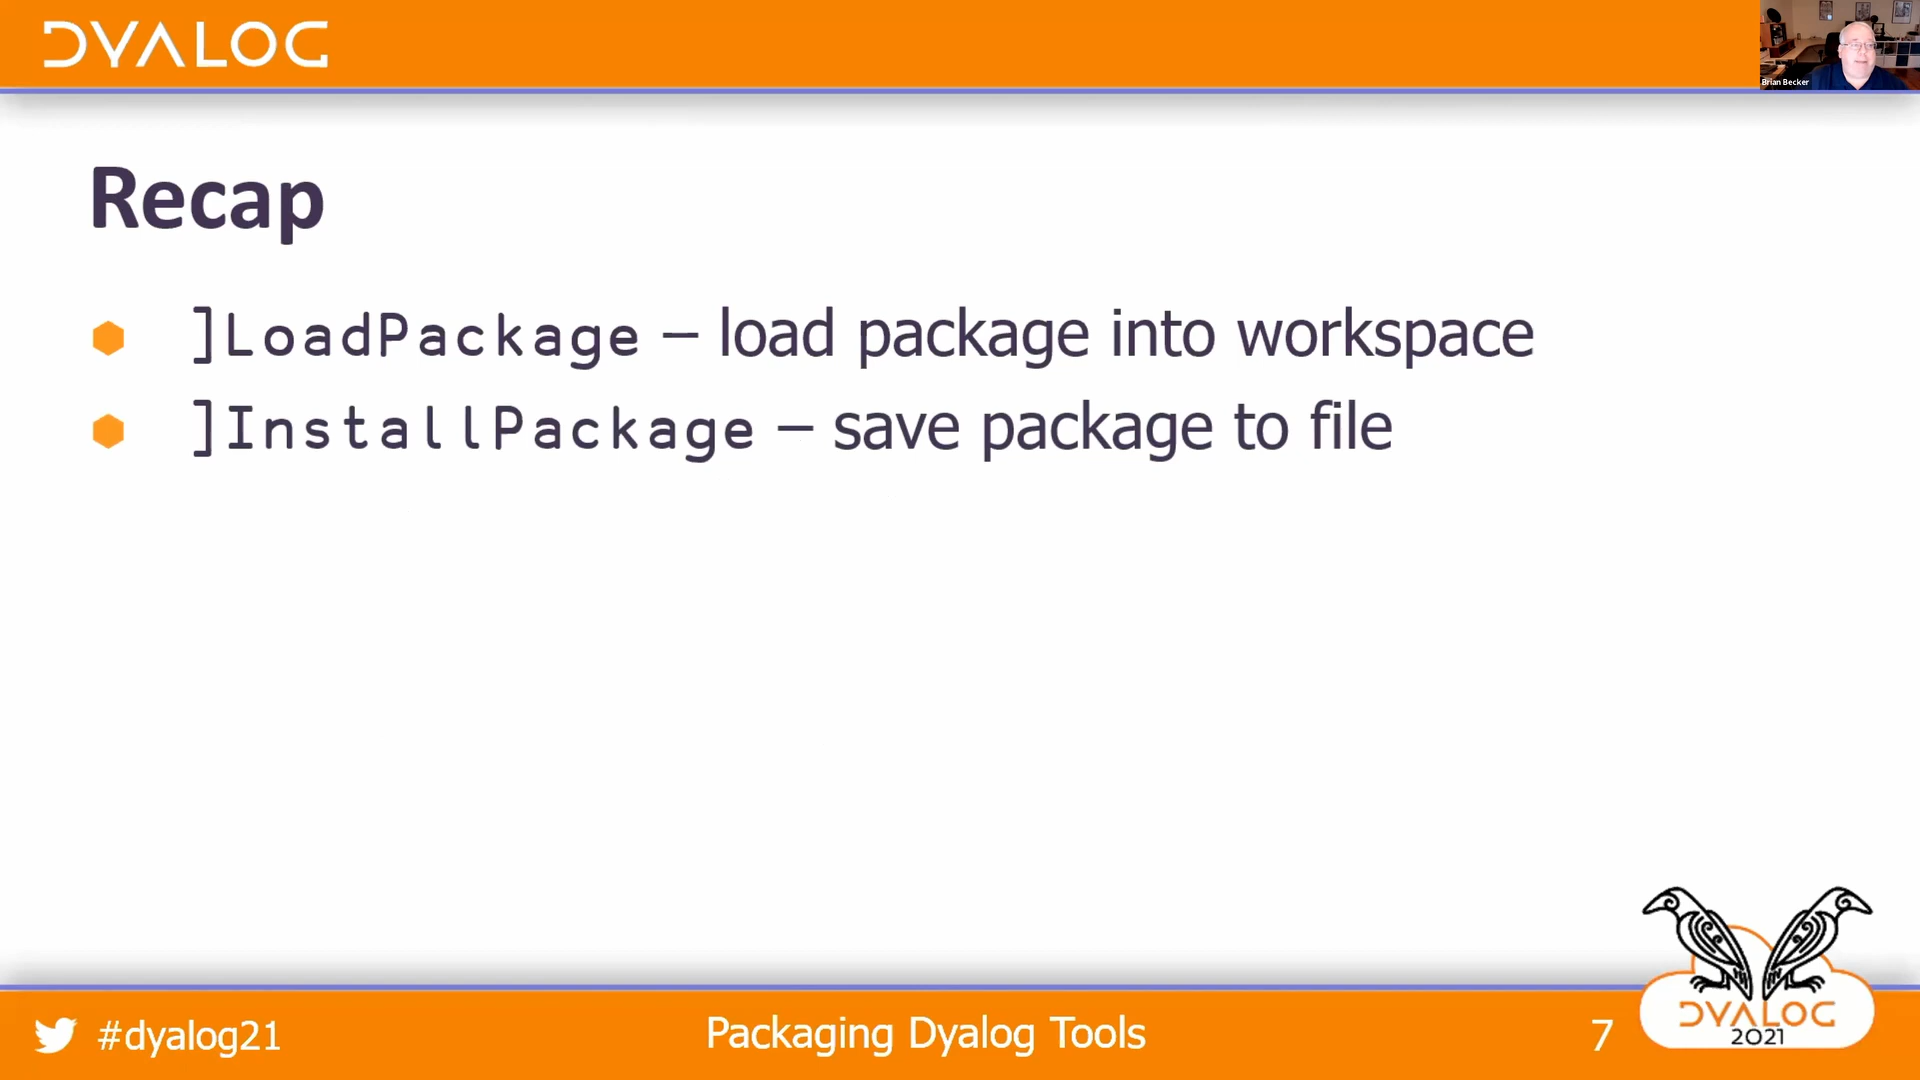 DYALOG
Brian Becker
Recap
]LoadPackage – load package into workspace
]InstallPackage – save package to file
#dyalog21
Packaging Dyalog Tools
7
DYALOG
2021